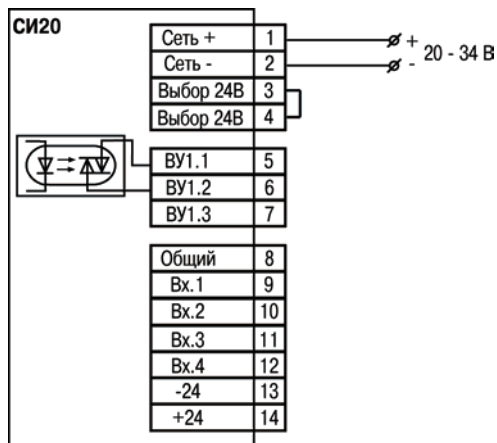 СИ20
Сеть + 1
Сеть - 2
Выбор 24В 3
Выбор 24В 4
+
- 20 - 34 В
ВУ1.1 5
ВУ1.2 6
ВУ1.3 7
Общий 8
Вх.1 9
Вх.2 10
Вх.3 11
Вх.4 12
-24 13
+24 14